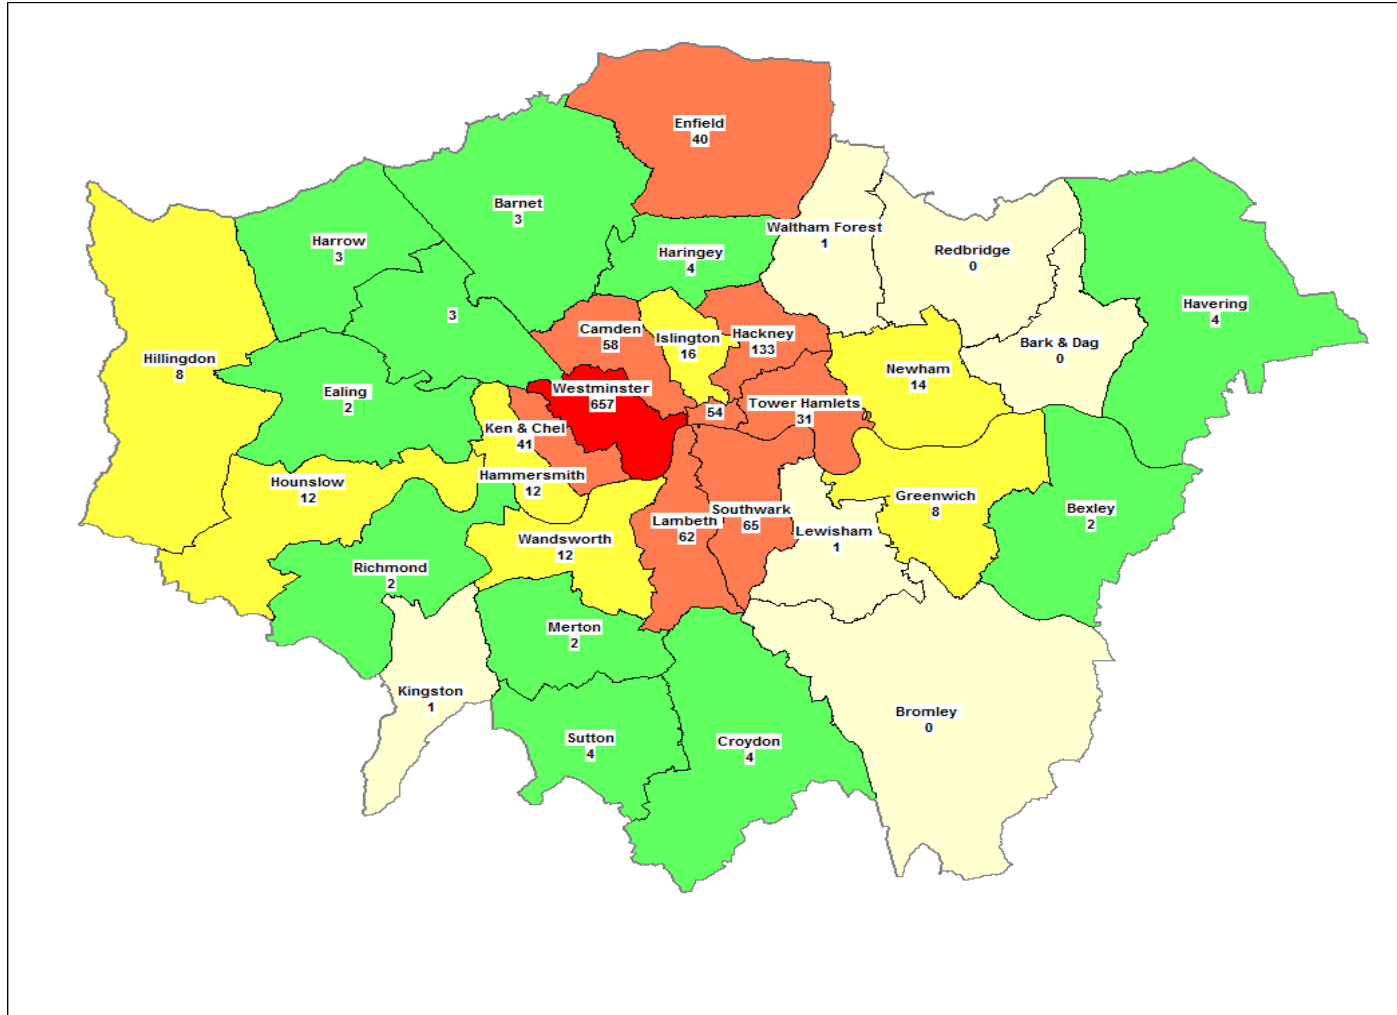 Enfield
40
Barnet
3
Harrow
3
Haringey
4
Waltham Forest
1
Redbridge
0
Havering
4
3
Camden
58
Islington
16
Hackney
133
Bark & Dag
0
Hillingdon
8
Ealing
2
Westminster
657
54
Tower Hamlets
31
Newham
14
Ken & Chel
41
Hounslow
12
Hammersmith
12
Lambeth
62
Southwark
65
Greenwich
8
Bexley
2
Wandsworth
12
Lewisham
1
Richmond
2
Merton
2
Kingston
1
Bromley
0
Sutton
4
Croydon
4